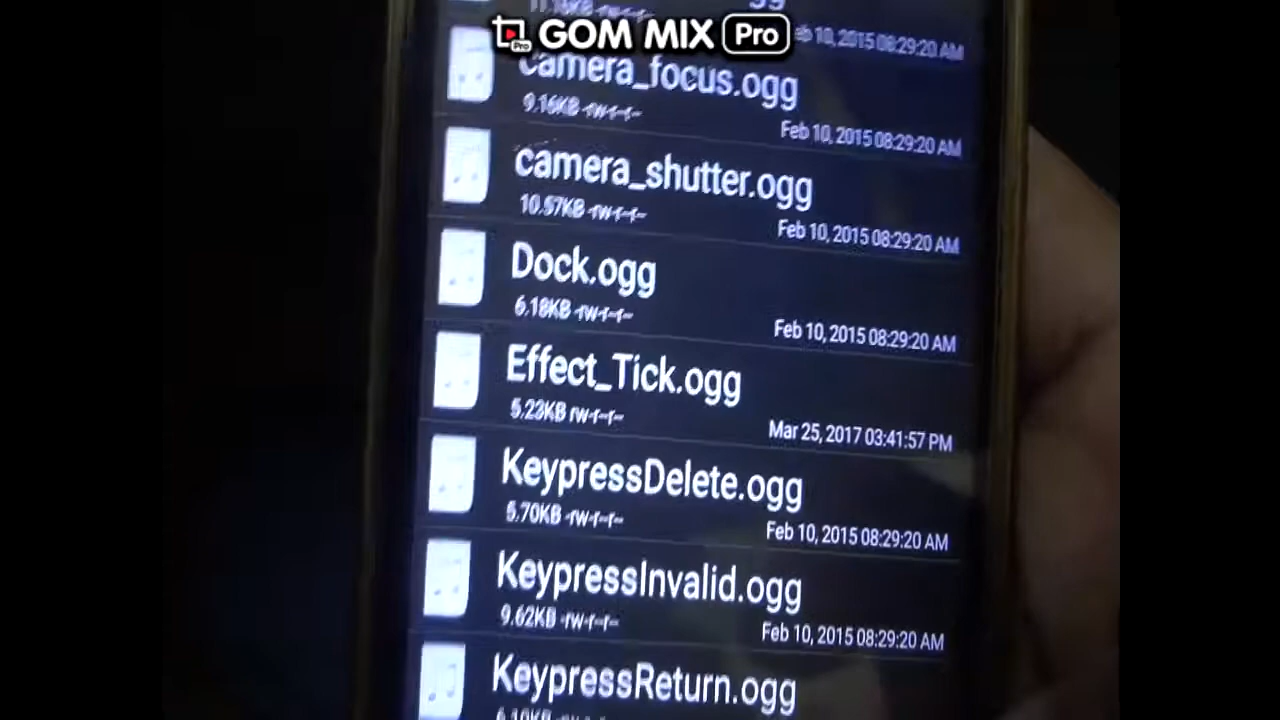 GOM MIX Pro
Feb 10, 2015 08:29:20 AM
camera_focus.ogg
9.16KB -rw-r--r--
Feb 10, 2015 08:29:20 AM
camera_shutter.ogg
10.57KB -rw-r--r--
Feb 10, 2015 08:29:20 AM
Dock.ogg
6.18KB -rw-r--r--
Feb 10, 2015 08:29:20 AM
Effect_Tick.ogg
5.23KB rw-r--r--
Mar 25, 2017 03:41:57 PM
KeypressDelete.ogg
5.70KB -rw-r--r--
Feb 10, 2015 08:29:20 AM
KeypressInvalid.ogg
9.62KB -rw-r--r--
Feb 10, 2015 08:29:20 AM
KeypressReturn.ogg